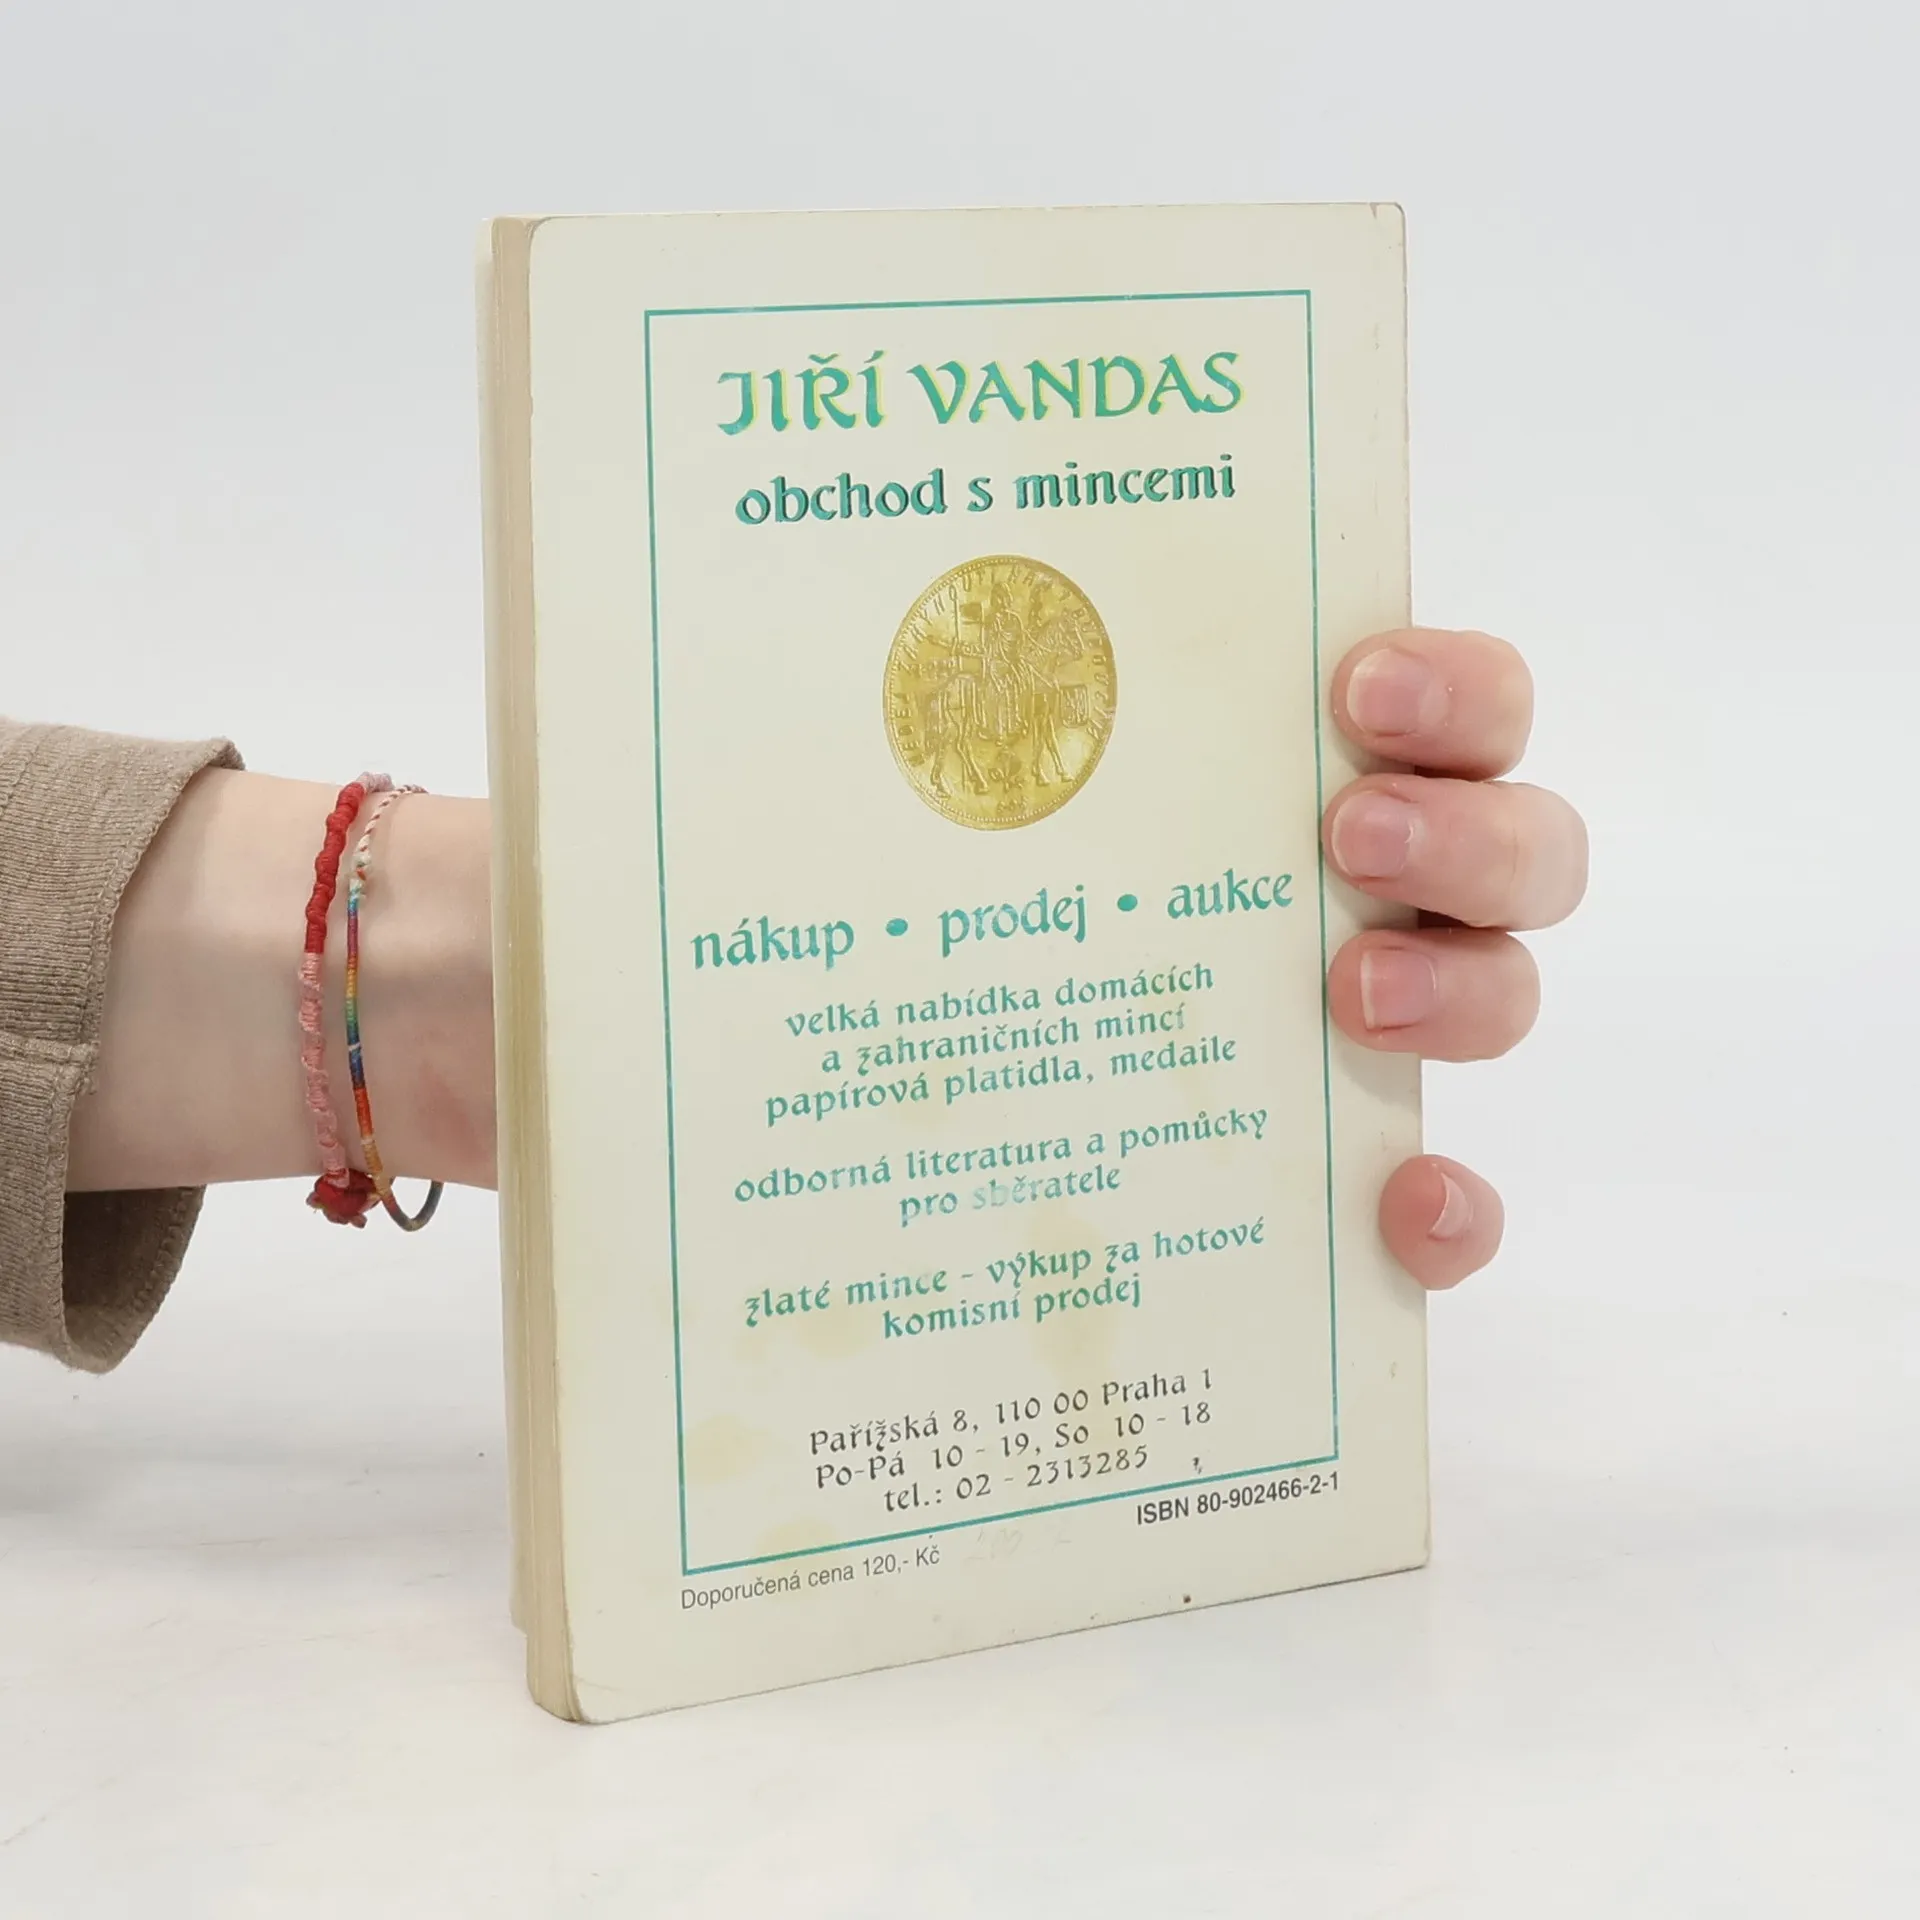 JIŘÍ VANDAS
obchod s mincemi
nákup • prodej • aukce
velká nabídka domácích
a zahraničních mincí
papírová platidla, medaile
odborná literatura a pomůcky
pro sběratele
zlaté mince - výkup za hotové
komisní prodej
Pařížská 8, 110 00 Praha 1
Po-Pá 10 - 19, So 10 - 18
tel.: 02 - 2313285
ISBN 80-902466-2-1
Doporučená cena 120,- Kč